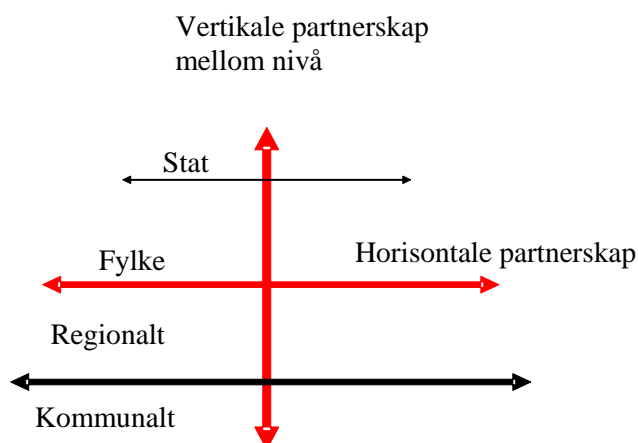 Vertikale partnerskap
mellom nivå
Stat
Fylke
Horisontale partnerskap
Regionalt
Kommunalt